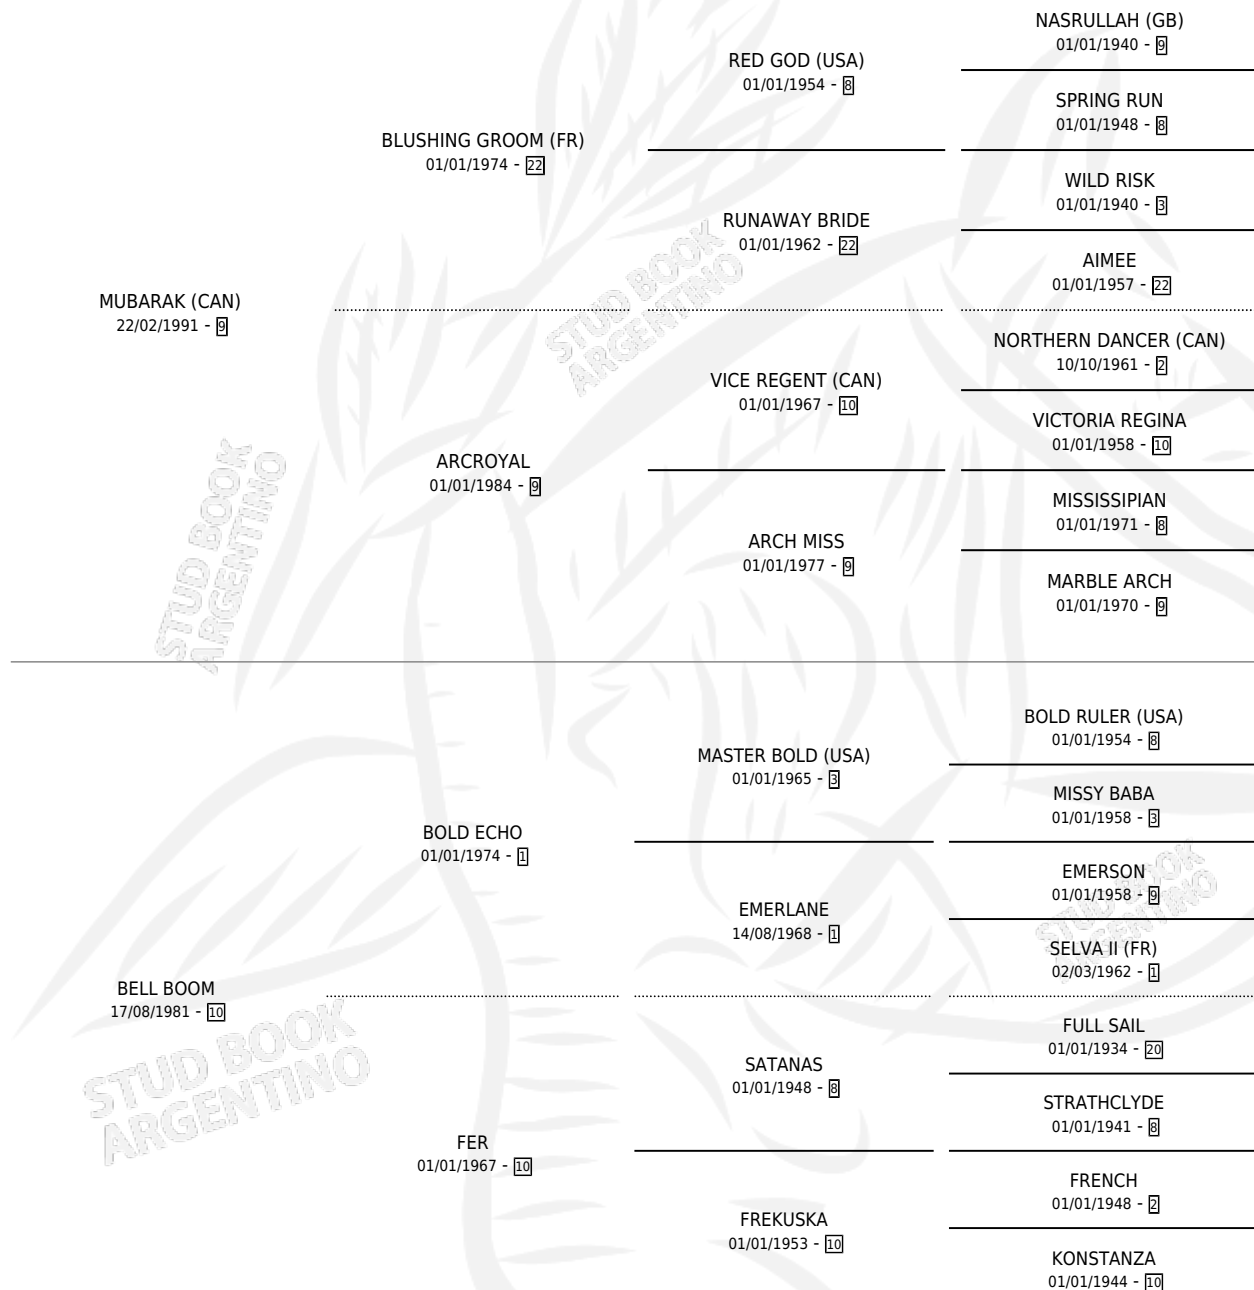 NASRULLAH (GB)
01/01/1940 - 9
RED GOD (USA)
01/01/1954 - 8
SPRING RUN
01/01/1948 - 8
BLUSHING GROOM (FR)
01/01/1974 - 22
WILD RISK
01/01/1940 - 3
RUNAWAY BRIDE
01/01/1962 - 22
AIMEE
01/01/1957 - 22
MUBARAK (CAN)
22/02/1991 - 9
NORTHERN DANCER (CAN)
10/10/1961 - 2
VICE REGENT (CAN)
01/01/1967 - 10
VICTORIA REGINA
01/01/1958 - 10
ARCROYAL
01/01/1984 - 9
MISSISSIPIAN
01/01/1971 - 8
ARCH MISS
01/01/1977 - 9
MARBLE ARCH
01/01/1970 - 9
BOLD RULER (USA)
01/01/1954 - 8
MASTER BOLD (USA)
01/01/1965 - 3
MISSY BABA
01/01/1958 - 3
BOLD ECHO
01/01/1974 - 1
EMERSON
01/01/1958 - 9
EMERLANE
14/08/1968 - 1
SELVA II (FR)
02/03/1962 - 1
BELL BOOM
17/08/1981 - 10
FULL SAIL
01/01/1934 - 20
SATANAS
01/01/1948 - 8
STRATHCLYDE
01/01/1941 - 8
FER
01/01/1967 - 10
FRENCH
01/01/1948 - 2
FREKUSKA
01/01/1953 - 10
KONSTANZA
01/01/1944 - 10
STUD BOOK
ARGENTINO
STUD BOOK
ARGENTINO
STUD BOOK
ARGENTINO
STUD BOOK
ARGENTINO